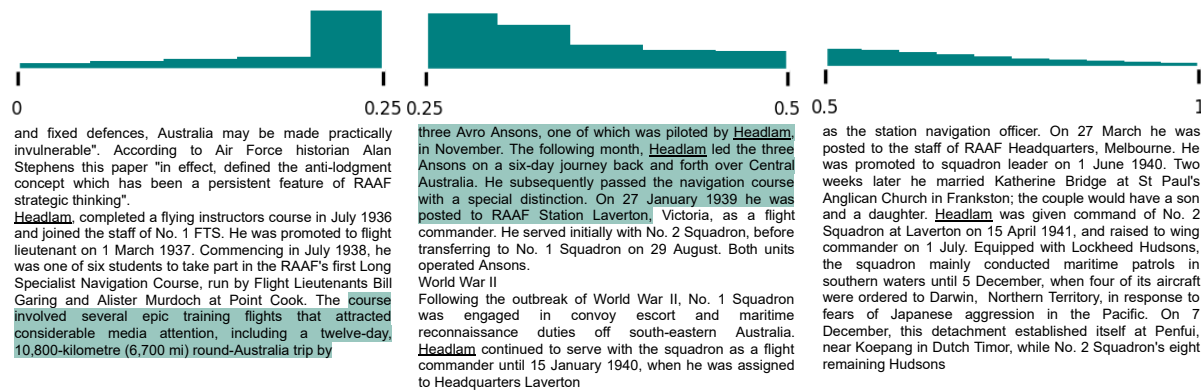 0
0.25
0.25
0.5
0.5
1
and fixed defences, Australia may be made practically
invulnerable". According to Air Force historian Alan
Stephens this paper "in effect, defined the anti-lodgment
concept which has been a persistent feature of RAAF
strategic thinking".
Headlam, completed a flying instructors course in July 1936
and joined the staff of No. 1 FTS. He was promoted to flight
lieutenant on 1 March 1937. Commencing in July 1938, he
was one of six students to take part in the RAAF's first Long
Specialist Navigation Course, run by Flight Lieutenants Bill
Garing and Alister Murdoch at Point Cook. The course
involved several epic training flights that attracted
considerable media attention, including a twelve-day,
10,800-kilometre (6,700 mi) round-Australia trip by
three Avro Ansons, one of which was piloted by Headlam,
in November. The following month, Headlam led the three
Ansons on a six-day journey back and forth over Central
Australia. He subsequently passed the navigation course
with a special distinction. On 27 January 1939 he was
posted to RAAF Station Laverton, Victoria, as a flight
commander. He served initially with No. 2 Squadron, before
transferring to No. 1 Squadron on 29 August. Both units
operated Ansons.
World War II
Following the outbreak of World War II, No. 1 Squadron
was engaged in convoy escort and maritime
reconnaissance duties off south-eastern Australia.
Headlam continued to serve with the squadron as a flight
commander until 15 January 1940, when he was assigned
to Headquarters Laverton
as the station navigation officer. On 27 March he was
posted to the staff of RAAF Headquarters, Melbourne. He
was promoted to squadron leader on 1 June 1940. Two
weeks later he married Katherine Bridge at St Paul's
Anglican Church in Frankston; the couple would have a son
and a daughter. Headlam was given command of No. 2
Squadron at Laverton on 15 April 1941, and raised to wing
commander on 1 July. Equipped with Lockheed Hudsons,
the squadron mainly conducted maritime patrols in
southern waters until 5 December, when four of its aircraft
were ordered to Darwin, Northern Territory, in response to
fears of Japanese aggression in the Pacific. On 7
December, this detachment established itself at Penfui,
near Koepang in Dutch Timor, while No. 2 Squadron's eight
remaining Hudsons